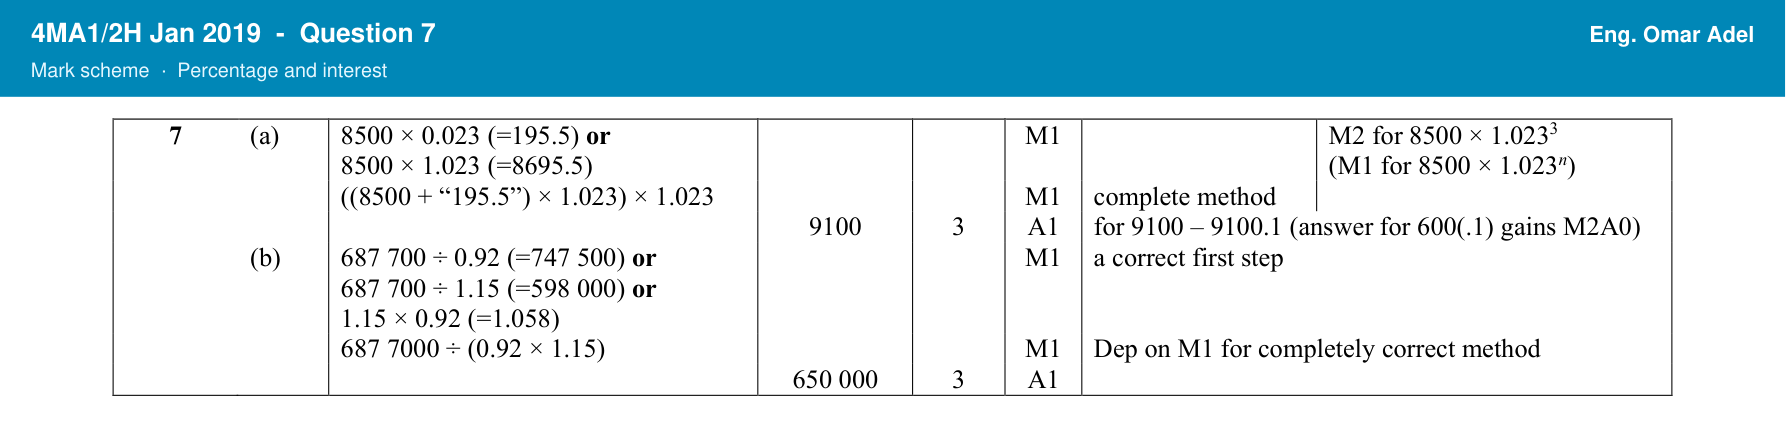 4MA1/2H Jan 2019 - Question 7
Eng. Omar Adel
Mark scheme · Percentage and interest
7 (a) 8500 × 0.023 (=195.5) or M1 M2 for 8500 × 1.023³
8500 × 1.023 (=8695.5) (M1 for 8500 × 1.023ⁿ)
((8500 + “195.5”) × 1.023) × 1.023 M1 complete method
9100 3 A1 for 9100 – 9100.1 (answer for 600(.1) gains M2A0)
(b) 687 700 ÷ 0.92 (=747 500) or M1 a correct first step
687 700 ÷ 1.15 (=598 000) or
1.15 × 0.92 (=1.058)
687 7000 ÷ (0.92 × 1.15) M1 Dep on M1 for completely correct method
650 000 3 A1